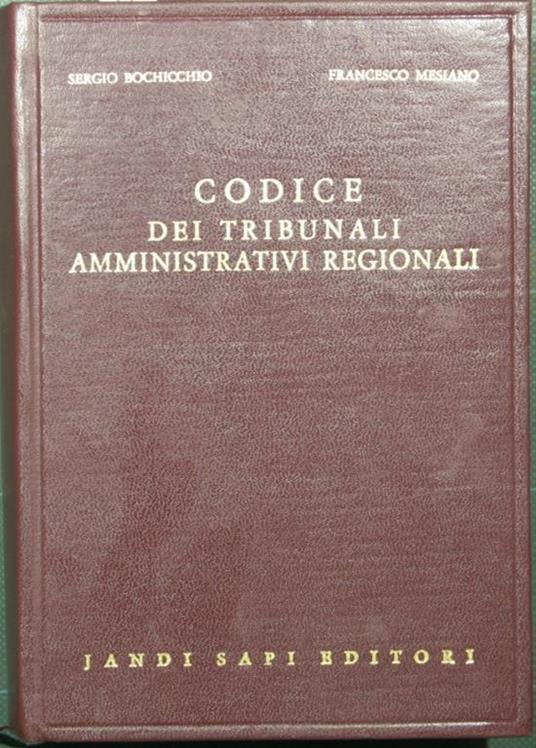 SERGIO BOCHICCHIO FRANCESCO MESIANO
CODICE
DEI TRIBUNALI
AMMINISTRATIVI REGIONALI
JANDI SAPI EDITORI